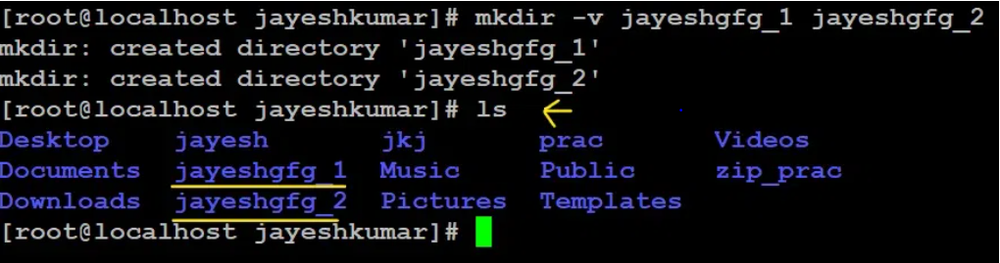 [root@localhost jayeshkumar]# mkdir -v jayeshgfg_1 jayeshgfg_2
mkdir: created directory 'jayeshgfg_1'
mkdir: created directory 'jayeshgfg_2'
[root@localhost jayeshkumar]# ls
Desktop jayesh jkj prac Videos
Documents jayeshgfg_1 Music Public zip_prac
Downloads jayeshgfg_2 Pictures Templates
[root@localhost jayeshkumar]#